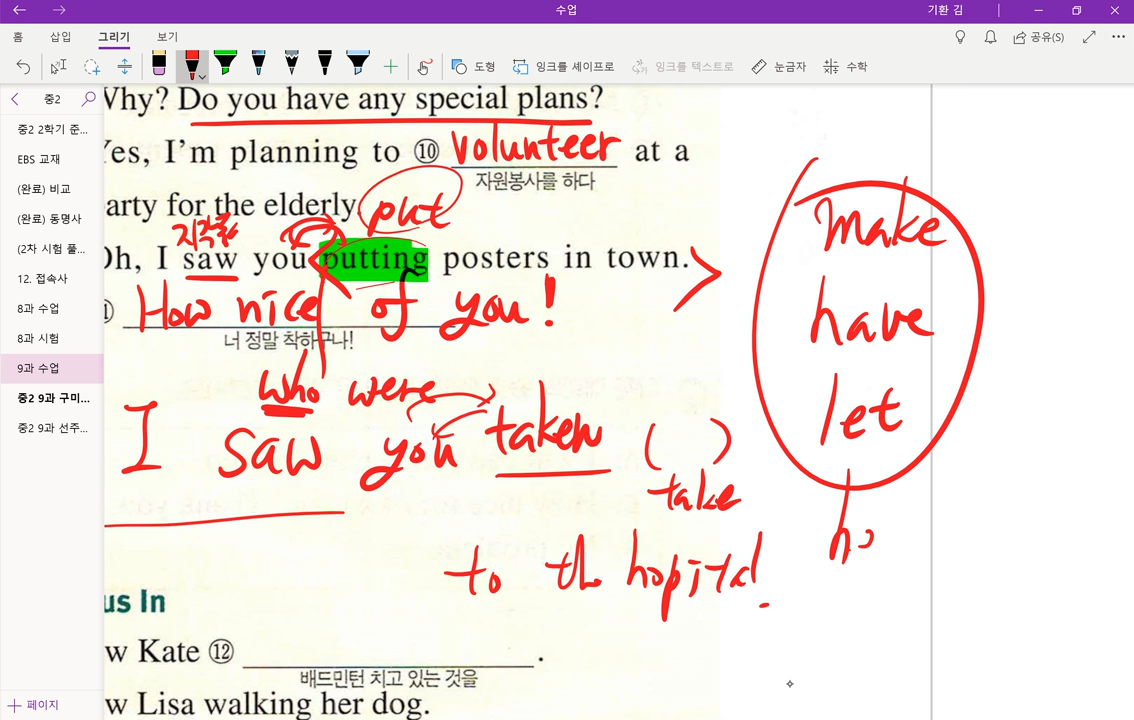 수업
기환 김
홈 삽입 그리기 보기
공유(S)
도형 잉크를 셰이프로 잉크를 텍스트로 눈금자 수학
중2
중2 2학기 준...
EBS 교재
(완료) 비교
(완료) 동명사
(2차 시험 풀...
12. 접속사
8과 수업
8과 시험
9과 수업
중2 9과 구미...
중2 9과 선주...
페이지
Why? Do you have any special plans?
Yes, I'm planning to ⑩ volunteer at a
자원봉사를 하다
arty for the elderly. put
지각동
Oh, I saw you putting posters in town.
How nice of you!
너 정말 착하구나!
who were
I saw you taken ( )
take
to the hopital.
make
have
let
us In
w Kate ⑫ .
배드민턴 치고 있는 것을
w Lisa walking her dog.